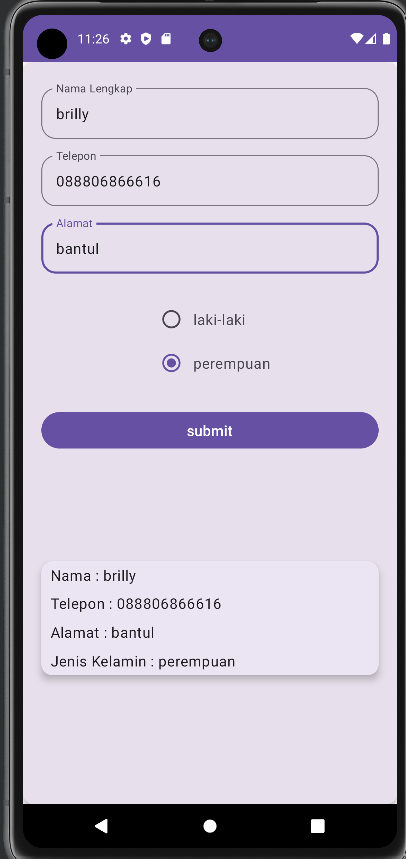 11:26
Nama Lengkap
brilly
Telepon
088806866616
Alamat
bantul
laki-laki
perempuan
submit
Nama : brilly
Telepon : 088806866616
Alamat : bantul
Jenis Kelamin : perempuan